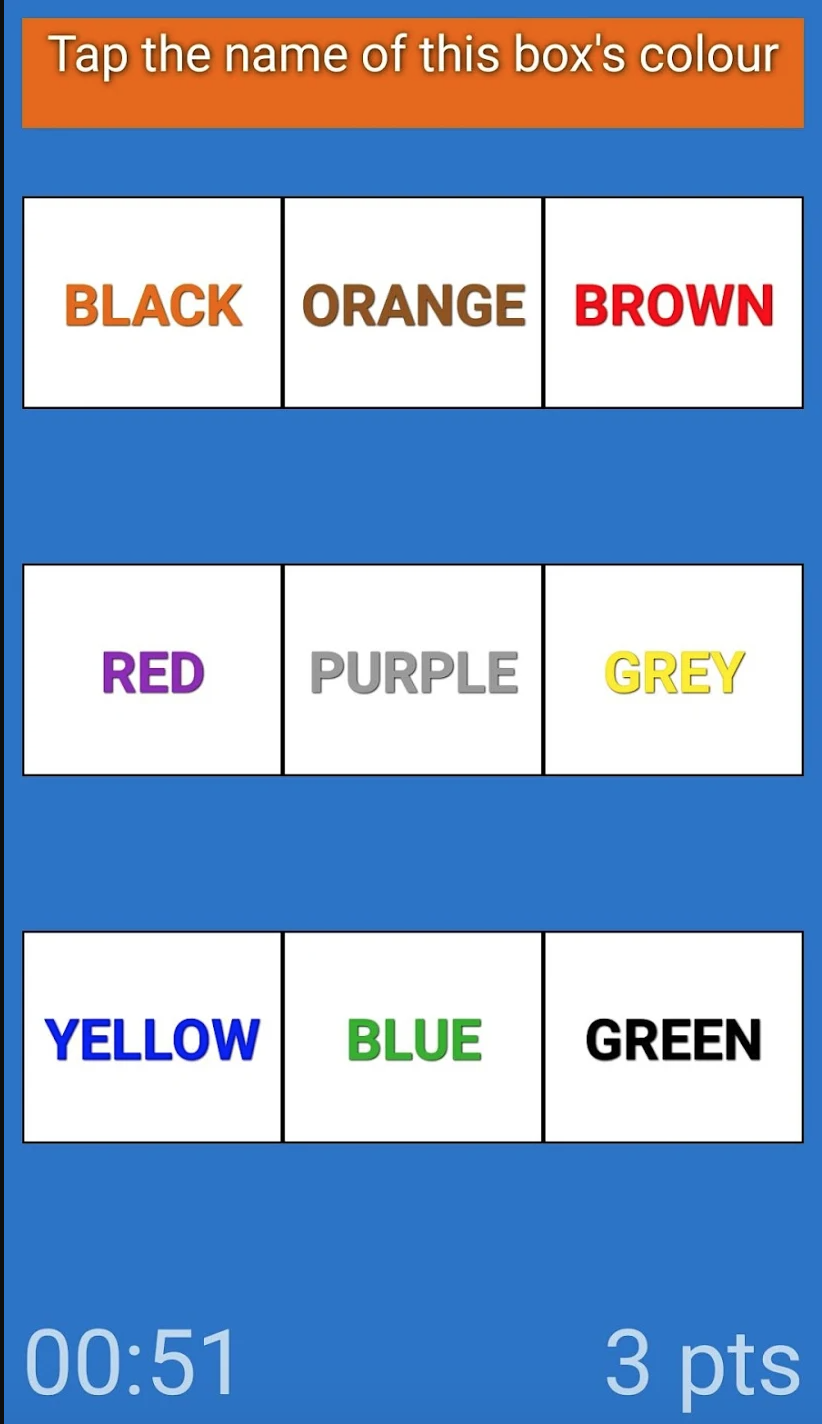 Tap the name of this box's colour
BLACK ORANGE BROWN
RED PURPLE GREY
YELLOW BLUE GREEN
00:51 3 pts